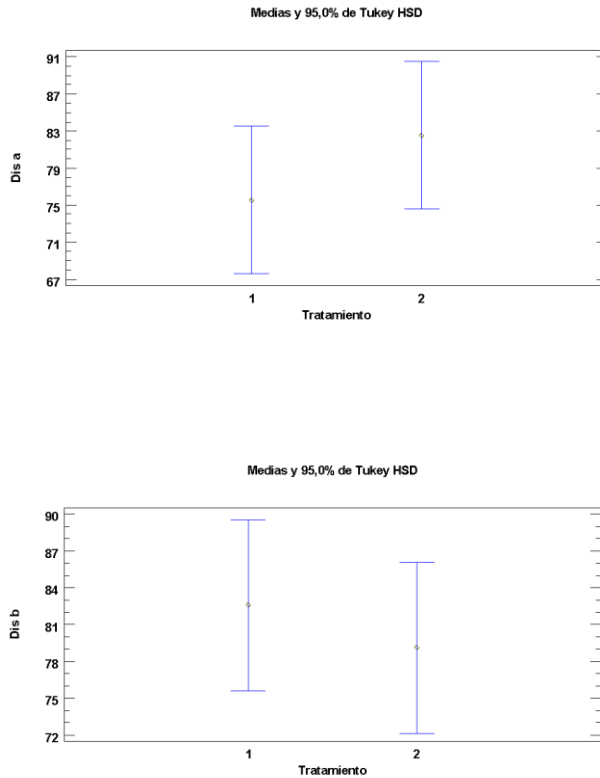 Medias y 95,0% de Tukey HSD
91
87
83
79
75
71
67
Dis a
1 2
Tratamiento
Medias y 95,0% de Tukey HSD
90
87
84
81
78
75
72
Dis b
1 2
Tratamiento